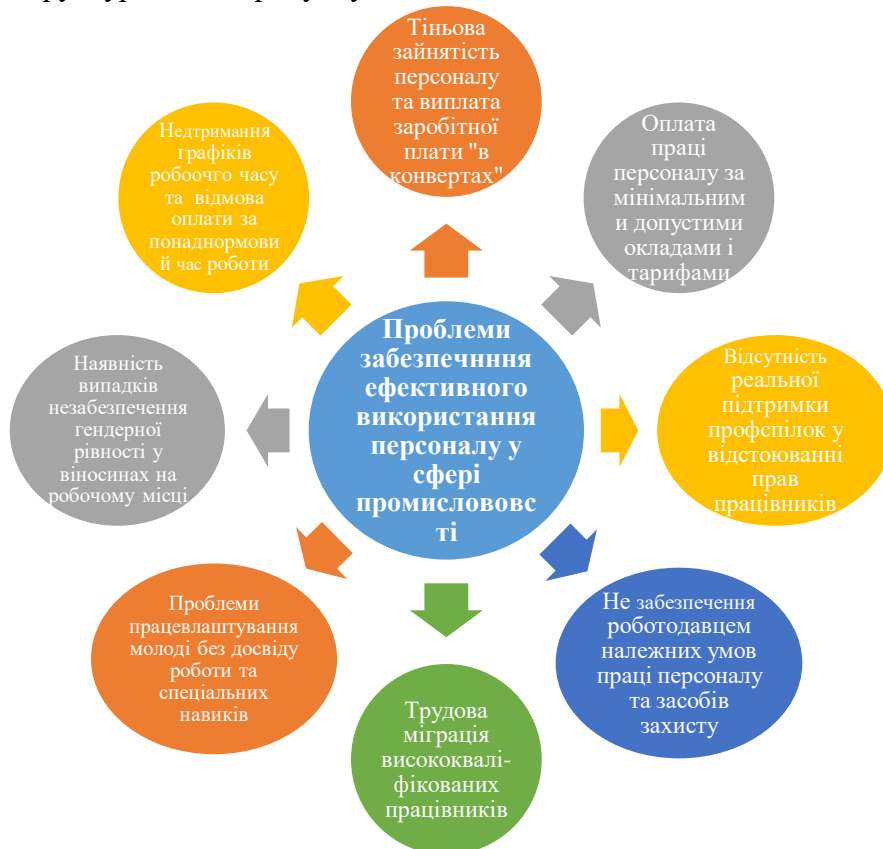 Тіньова
зайнятість
персоналу
та виплата
заробітної
плати "в
конвертах"
Оплата
праці
персоналу за
мінімальним
и допустими
окладами і
тарифами
Відсутність
реальної
підтримки
профспілок у
відстоюванні
прав
працівників
Не забезпечення
роботодавцем
належних умов
праці персоналу
та засобів
захисту
Трудова
міграція
висококвалі-
фікованих
працівників
Проблеми
працевлаштування
молоді без досвіду
роботи та
спеціальних
навиків
Наявність
випадків
незабезпечення
гендерної
рівності у
віносинах на
робочому місці
Недтримання
графіків
робоочго часу
та відмова
оплати за
понаднормови
й час роботи
Проблеми
забезпечнння
ефективного
використання
персоналу у
сфері
промислововс
ті